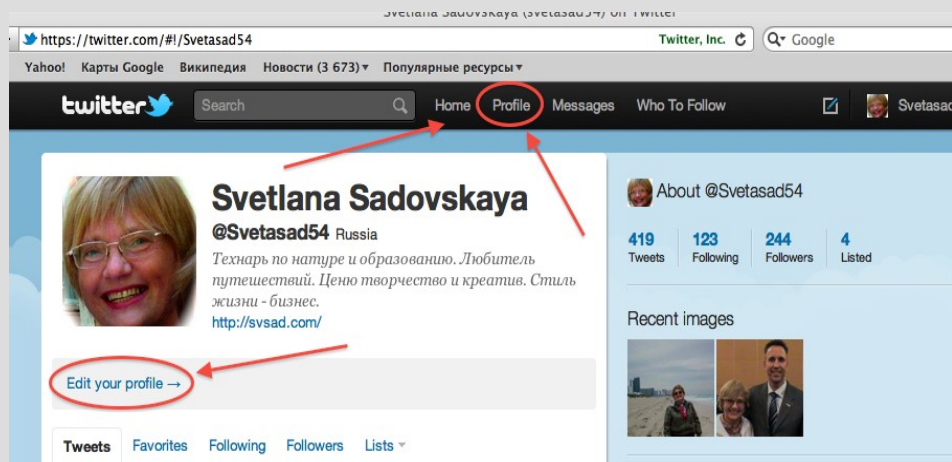 Svetlana Sadovskaya (svetasad54) on Twitter
https://twitter.com/#!/Svetasad54 Twitter, Inc. Google
Yahoo! Карты Google Википедия Новости (3 673) Популярные ресурсы
twitter Search Home Profile Messages Who To Follow Svetasad
Svetlana Sadovskaya
@Svetasad54 Russia
Технарь по натуре и образованию. Любитель
путешествий. Ценю творчество и креатив. Стиль
жизни - бизнес.
http://svsad.com/
Edit your profile →
Tweets Favorites Following Followers Lists
About @Svetasad54
419 123 244 4
Tweets Following Followers Listed
Recent images